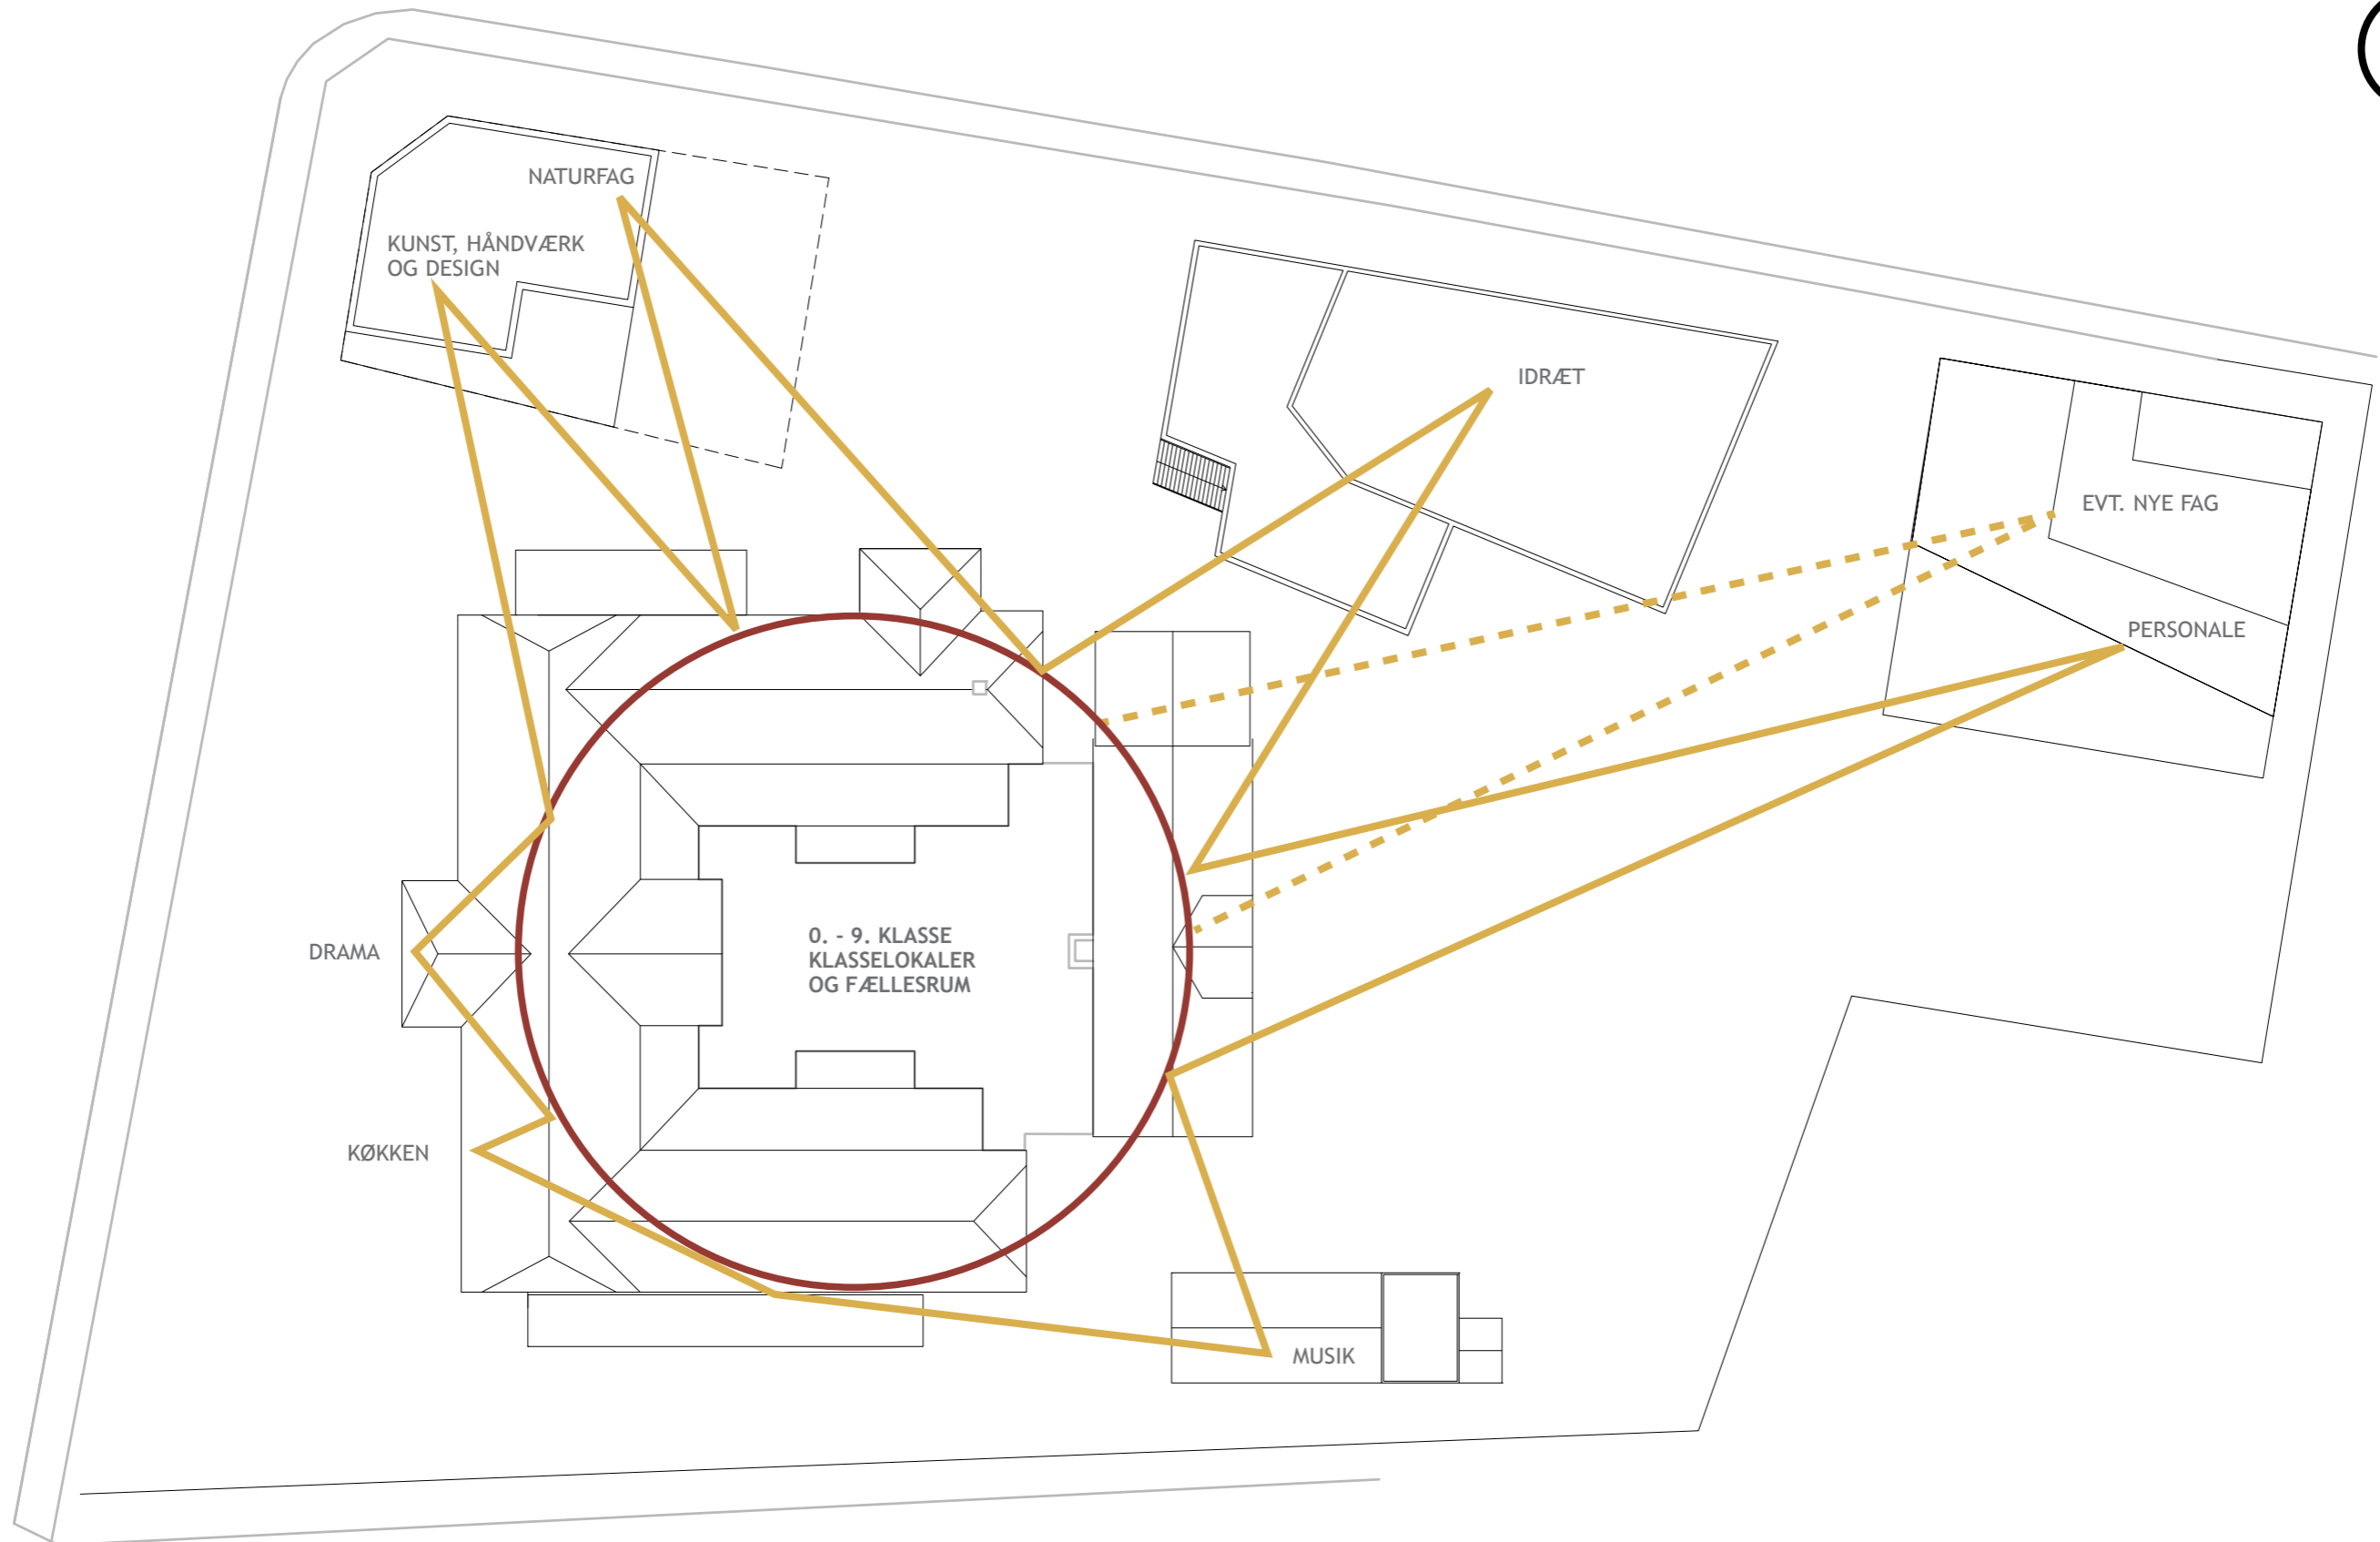 NATURFAG
KUNST, HÅNDVÆRK
OG DESIGN
IDRÆT
EVT. NYE FAG
PERSONALE
DRAMA
0. - 9. KLASSE
KLASSELOKALER
OG FÆLLESRUM
KØKKEN
MUSIK